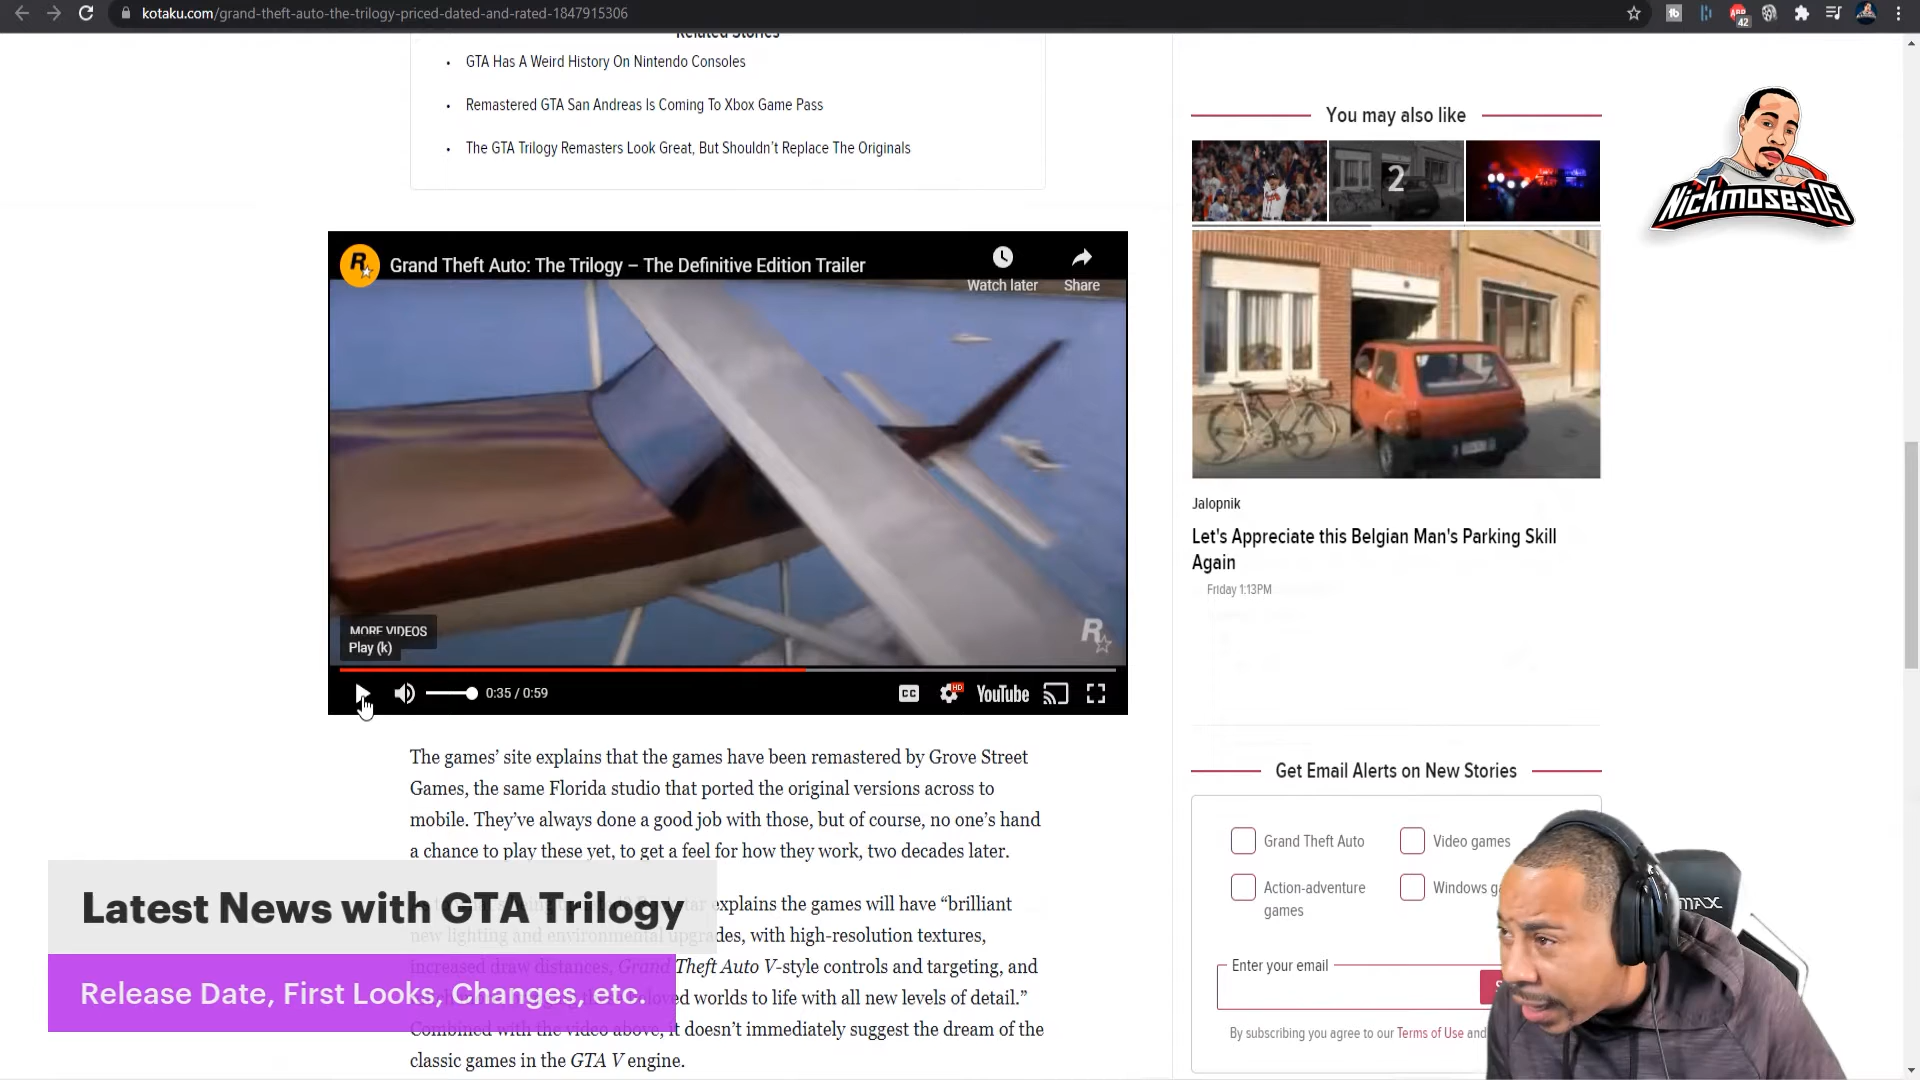 kotaku.com/grand-theft-auto-the-trilogy-priced-dated-and-rated-1847915306
42
Related Stories
• GTA Has A Weird History On Nintendo Consoles
• Remastered GTA San Andreas Is Coming To Xbox Game Pass
• The GTA Trilogy Remasters Look Great, But Shouldn't Replace The Originals
Grand Theft Auto: The Trilogy – The Definitive Edition Trailer
Watch later
Share
MORE VIDEOS
Play (k)
0:35 / 0:59
CC
HD
YouTube
The games' site explains that the games have been remastered by Grove Street
Games, the same Florida studio that ported the original versions across to
mobile. They've always done a good job with those, but of course, no one's hand
a chance to play these yet, to get a feel for how they work, two decades later.
explains the games will have "brilliant
new lighting and environmental upgrades, with high-resolution textures,
increased draw distances, Grand Theft Auto V-style controls and targeting, and
loved worlds to life with all new levels of detail."
Combined with the video above, it doesn't immediately suggest the dream of the
classic games in the GTA V engine.
Latest News with GTA Trilogy
Release Date, First Looks, Changes, etc.
You may also like
2
Jalopnik
Let's Appreciate this Belgian Man's Parking Skill
Again
Friday 1:13PM
Get Email Alerts on New Stories
Grand Theft Auto
Video games
Action-adventure
games
Windows
Enter your email
By subscribing you agree to our Terms of Use and
Nickmoses05
MAX